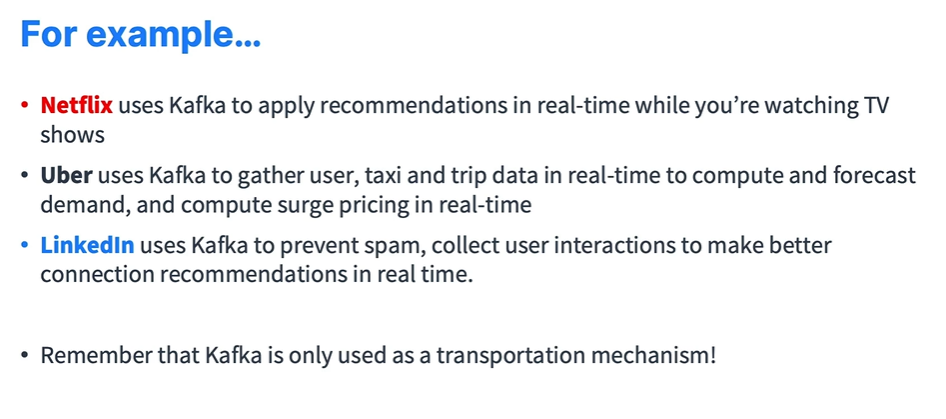 For example...
• Netflix uses Kafka to apply recommendations in real-time while you’re watching TV
shows
• Uber uses Kafka to gather user, taxi and trip data in real-time to compute and forecast
demand, and compute surge pricing in real-time
• LinkedIn uses Kafka to prevent spam, collect user interactions to make better
connection recommendations in real time.
• Remember that Kafka is only used as a transportation mechanism!